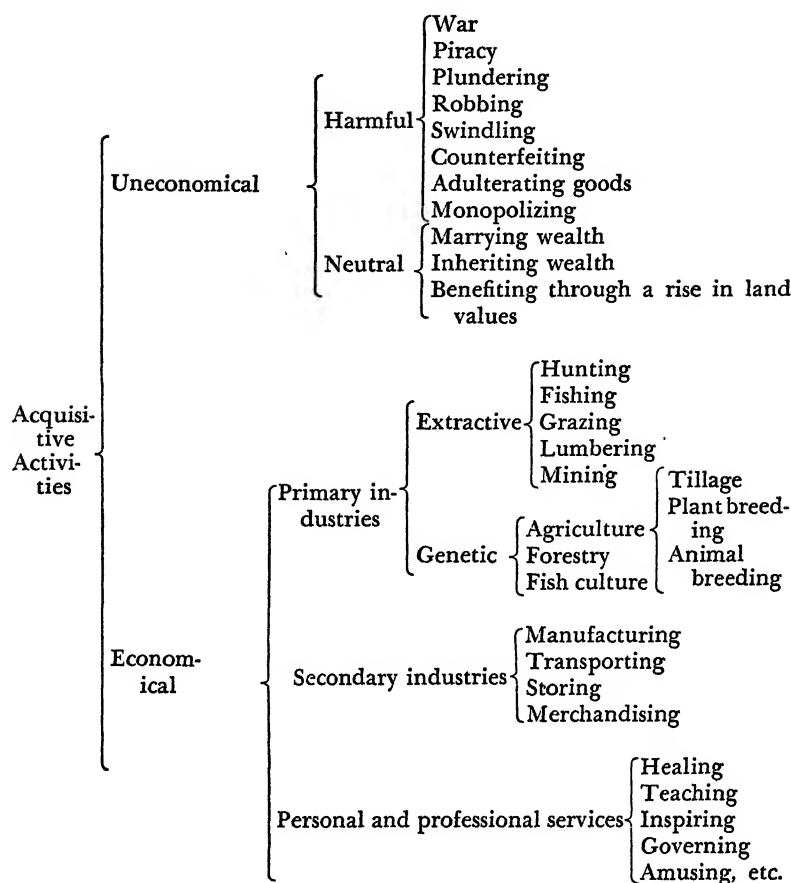 War
Piracy
Plundering
Robbing
Harmful
Swindling
Counterfeiting
Adulterating goods
Monopolizing
Uneconomical
Marrying wealth
Neutral
Inheriting wealth
Benefiting through a rise in land
values
Acquisi-
tive
Activi-
ties
Hunting
Fishing
Extractive
Grazing
Lumbering
Mining
Primary in-
dustries
Genetic
Agriculture
Forestry
Fish culture
Tillage
Plant breed-
ing
Animal
breeding
Econom-
ical
Secondary industries
Manufacturing
Transporting
Storing
Merchandising
Personal and professional services
Healing
Teaching
Inspiring
Governing
Amusing, etc.